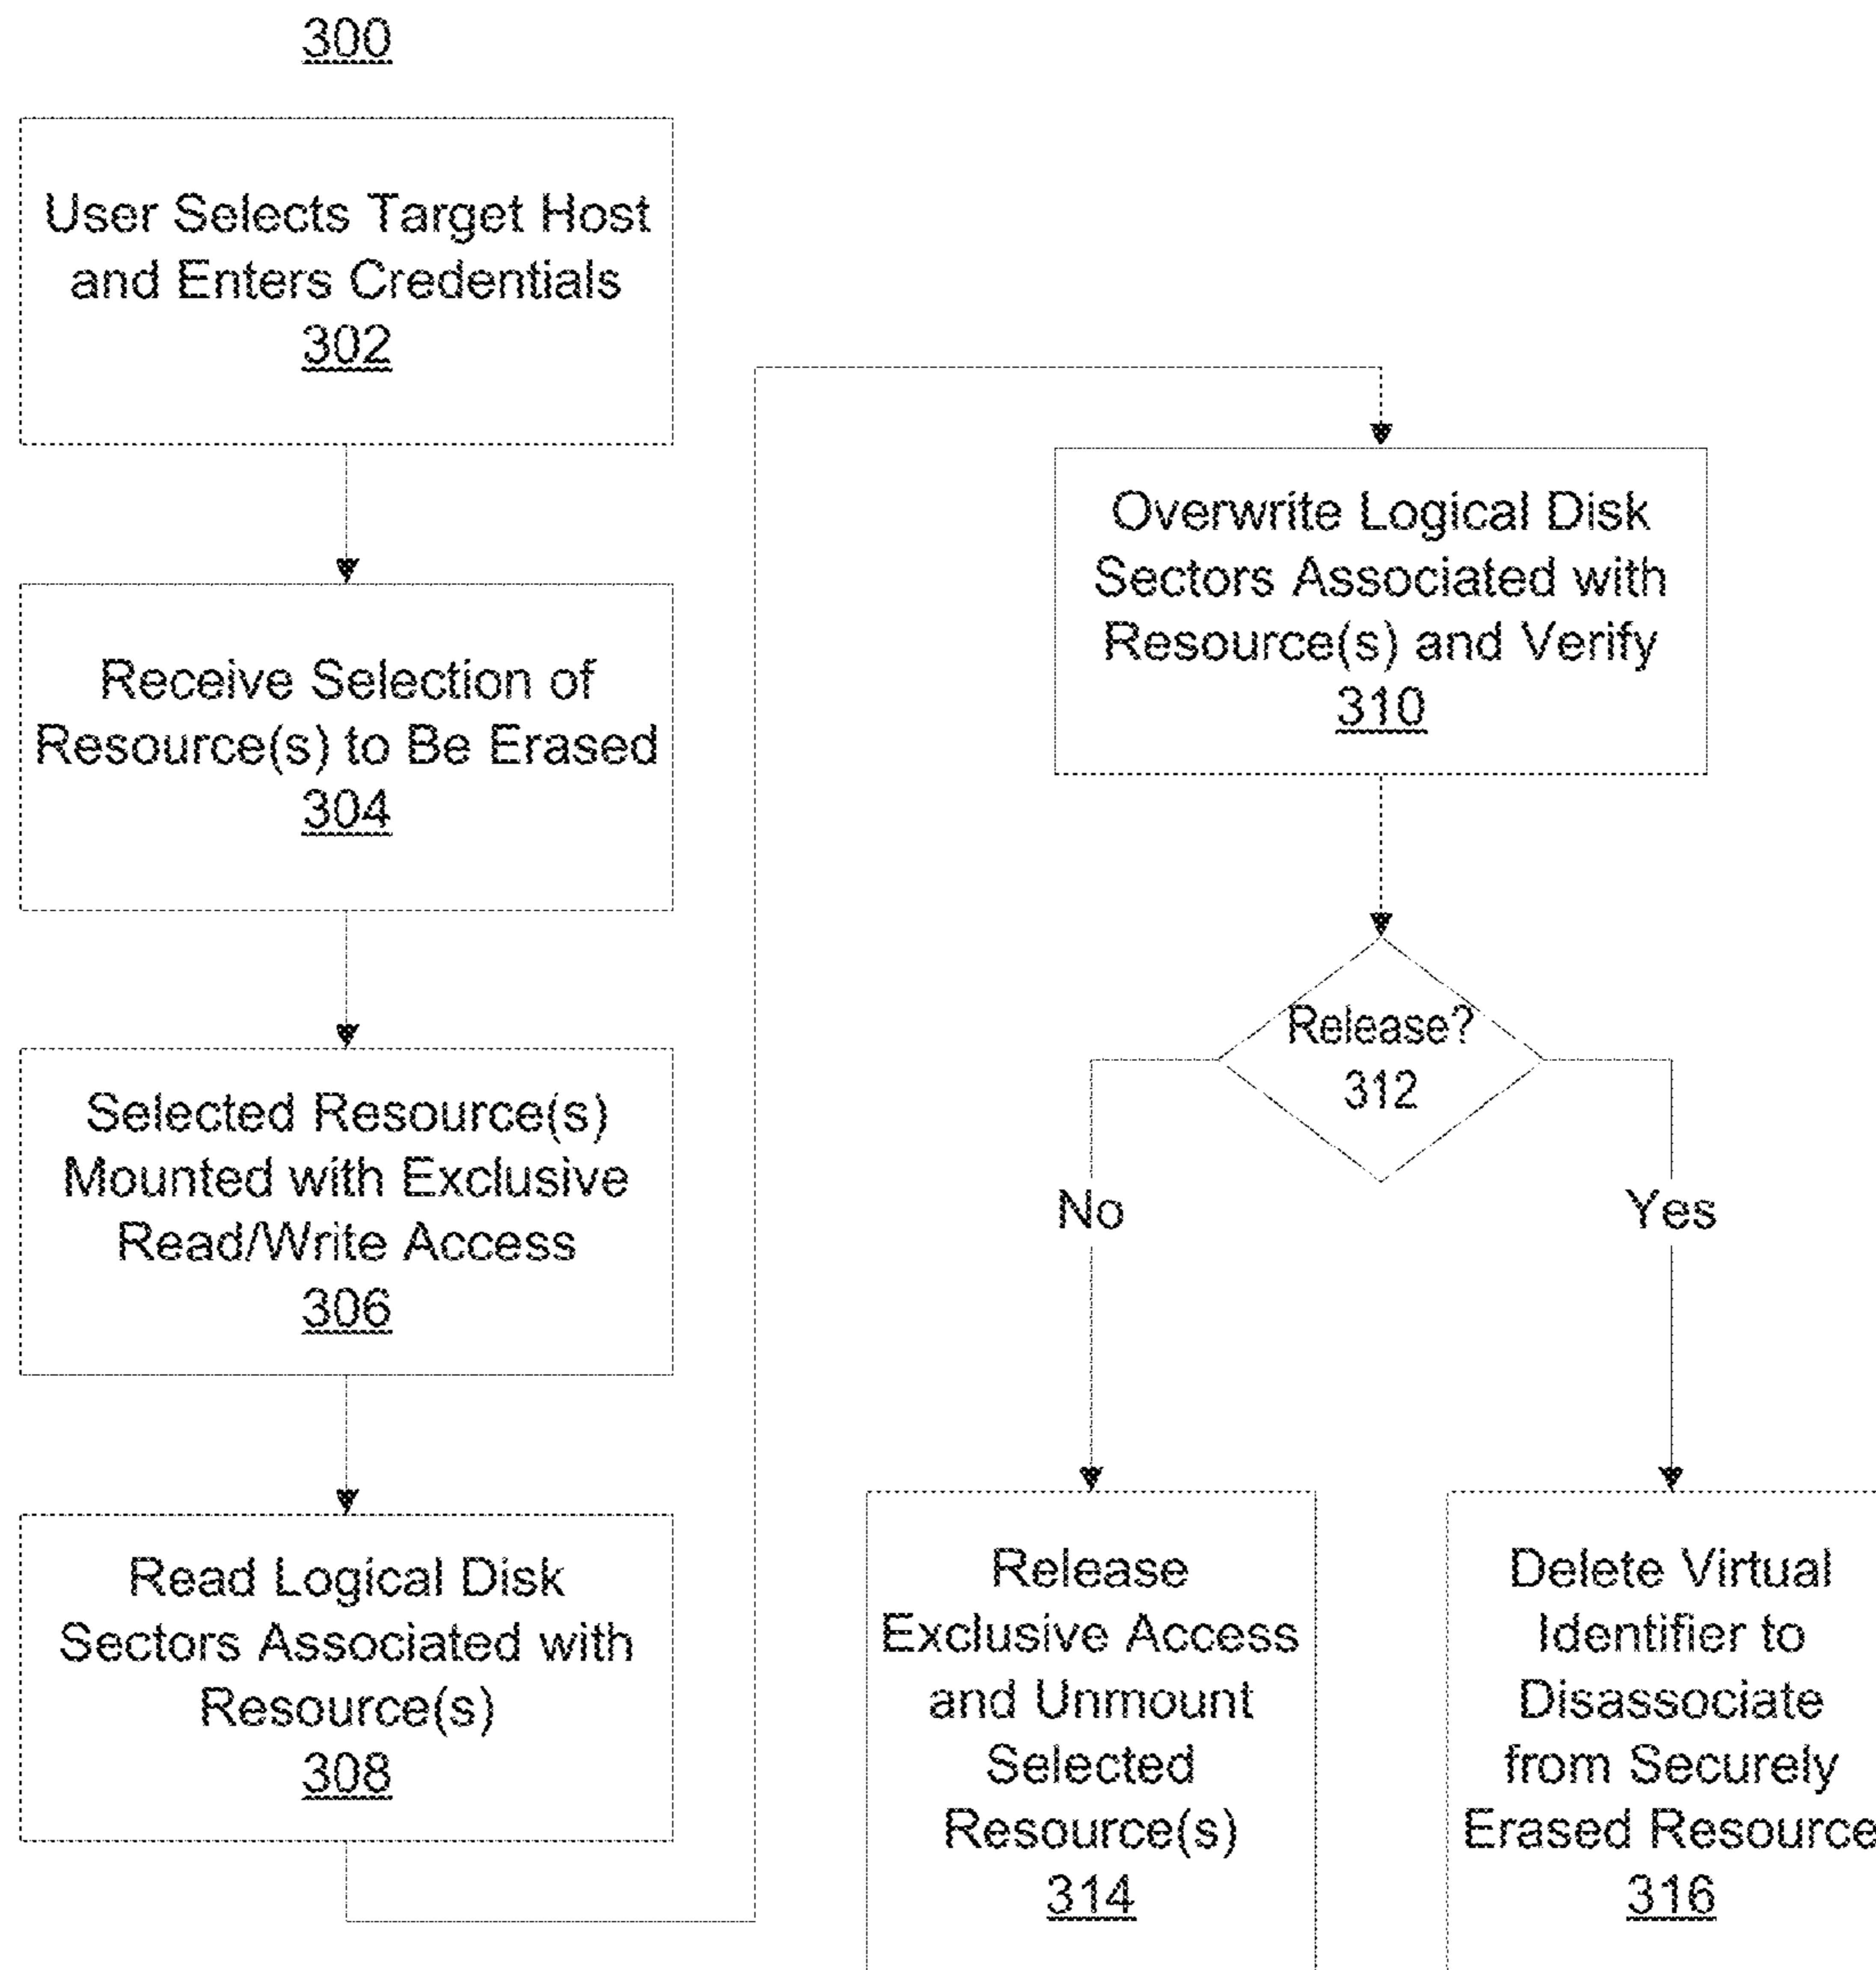 300
User Selects Target Host
and Enters Credentials
302
Receive Selection of
Resource(s) to Be Erased
304
Selected Resource(s)
Mounted with Exclusive
Read/Write Access
306
Read Logical Disk
Sectors Associated with
Resource(s)
308
Overwrite Logical Disk
Sectors Associated with
Resource(s) and Verify
310
Release?
312
No
Yes
Release
Exclusive Access
and Unmount
Selected
Resource(s)
314
Delete Virtual
Identifier to
Disassociate
from Securely
Erased Resource
316